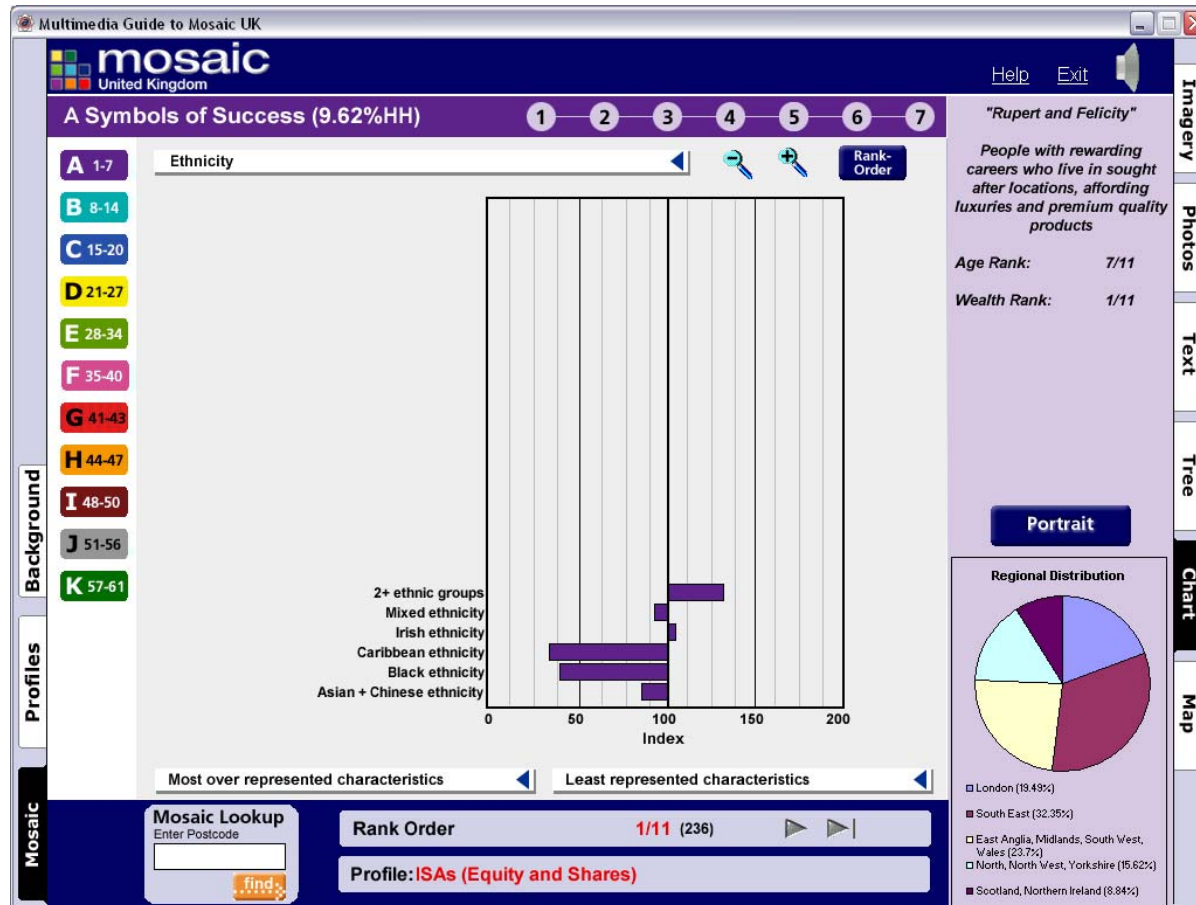 Multimedia Guide to Mosaic UK
mosaic
United Kingdom
Help Exit
A Symbols of Success (9.62%HH)
1 2 3 4 5 6 7
A 1-7
B 8-14
C 15-20
D 21-27
E 28-34
F 35-40
G 41-43
H 44-47
I 48-50
J 51-56
K 57-61
Background
Profiles
Mosaic
Ethnicity
Rank-
Order
2+ ethnic groups
Mixed ethnicity
Irish ethnicity
Caribbean ethnicity
Black ethnicity
Asian + Chinese ethnicity
0 50 100 150 200
Index
Most over represented characteristics
Least represented characteristics
Mosaic Lookup
Enter Postcode
find
Rank Order 1/11 (236)
Profile: ISAs (Equity and Shares)
"Rupert and Felicity"
People with rewarding
careers who live in sought
after locations, affording
luxuries and premium quality
products
Age Rank: 7/11
Wealth Rank: 1/11
Portrait
Regional Distribution
London (19.49%)
South East (32.35%)
East Anglia, Midlands, South West,
Wales (23.7%)
North, North West, Yorkshire (15.62%)
Scotland, Northern Ireland (8.84%)
Imagery
Photos
Text
Tree
Chart
Map